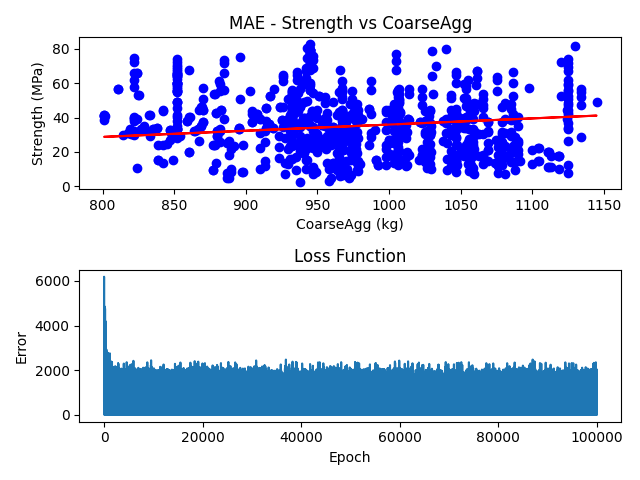 MAE - Strength vs CoarseAgg
80
60
40
20
0
Strength (MPa)
800 850 900 950 1000 1050 1100 1150
CoarseAgg (kg)
Loss Function
6000
4000
2000
0
Error
0 20000 40000 60000 80000 100000
Epoch